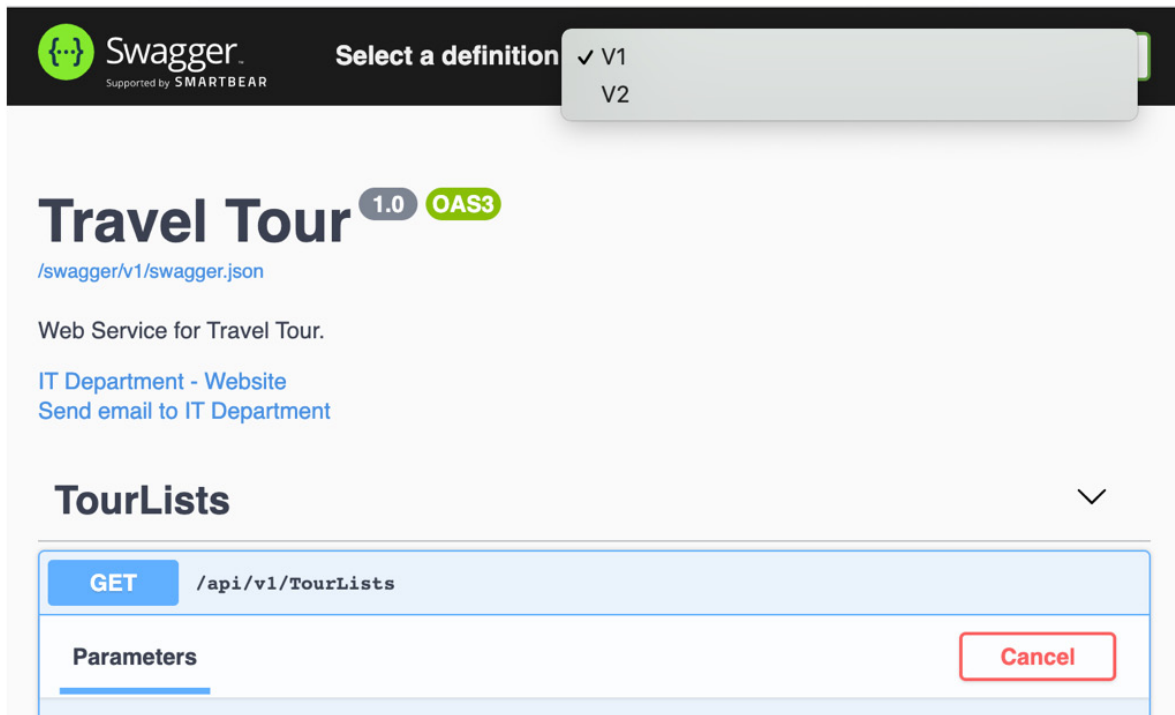 {...} Swagger.
Supported by SMARTBEAR
Select a definition
✓ V1
V2
Travel Tour 1.0 OAS3
/swagger/v1/swagger.json
Web Service for Travel Tour.
IT Department - Website
Send email to IT Department
TourLists
GET /api/v1/TourLists
Parameters
Cancel